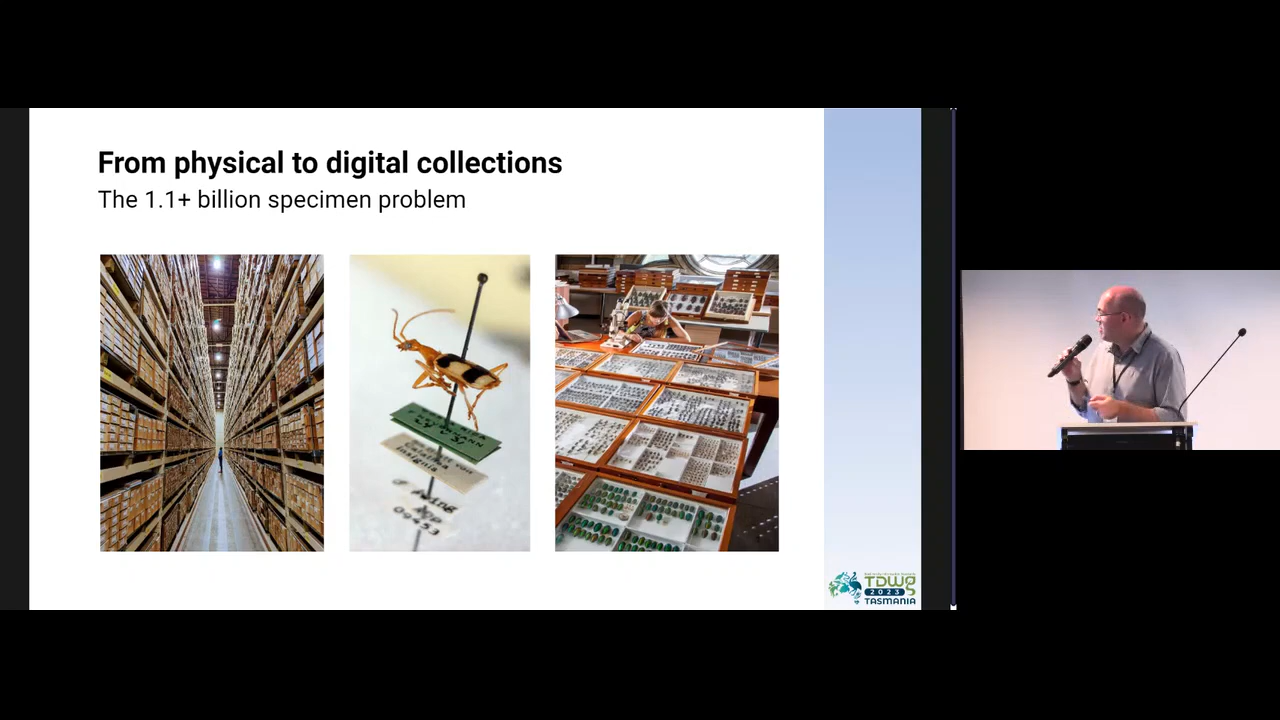 From physical to digital collections
The 1.1+ billion specimen problem
TDWG
2023
TASMANIA